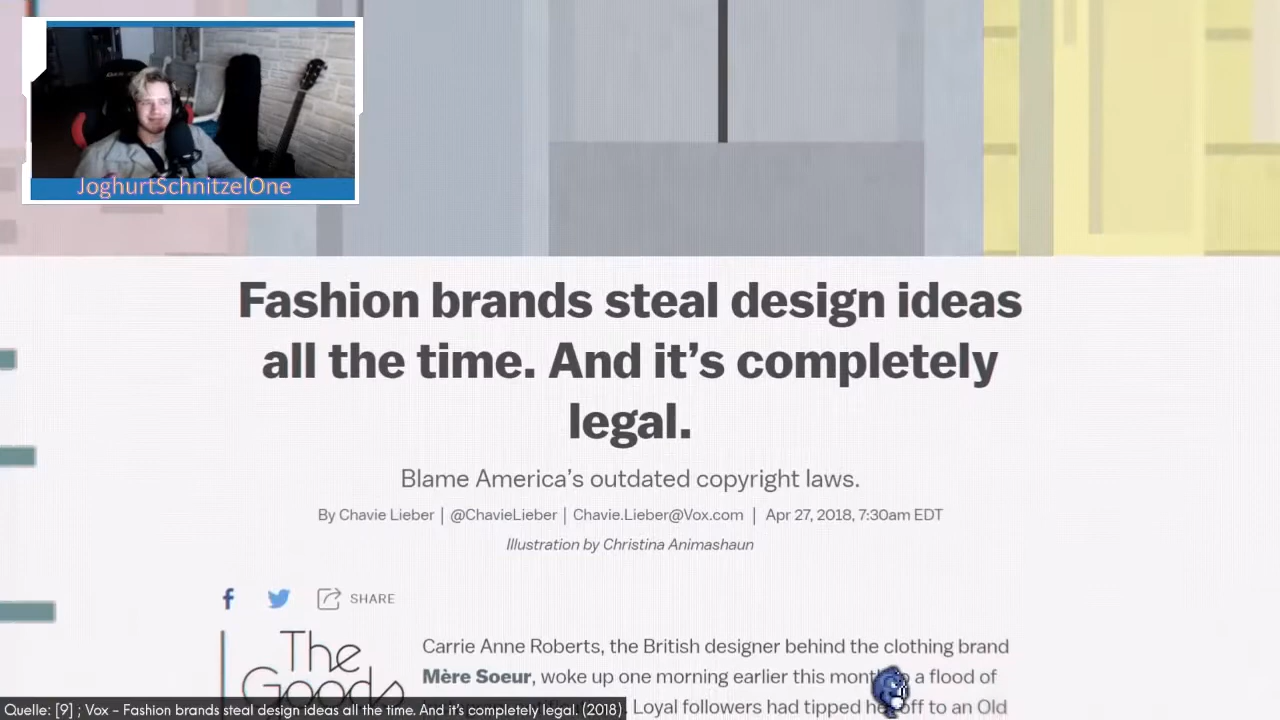 JoghurtSchnitzelOne
Fashion brands steal design ideas
all the time. And it’s completely
legal.
Blame America’s outdated copyright laws.
By Chavie Lieber | @ChavieLieber | Chavie.Lieber@Vox.com | Apr 27, 2018, 7:30am EDT
Illustration by Christina Animashaun
SHARE
The
Goods
Carrie Anne Roberts, the British designer behind the clothing brand
Mère Soeur, woke up one morning earlier this month a flood of
Loyal followers had tipped her off to an Old
Quelle: [9] ; Vox – Fashion brands steal design ideas all the time. And it’s completely legal. (2018)